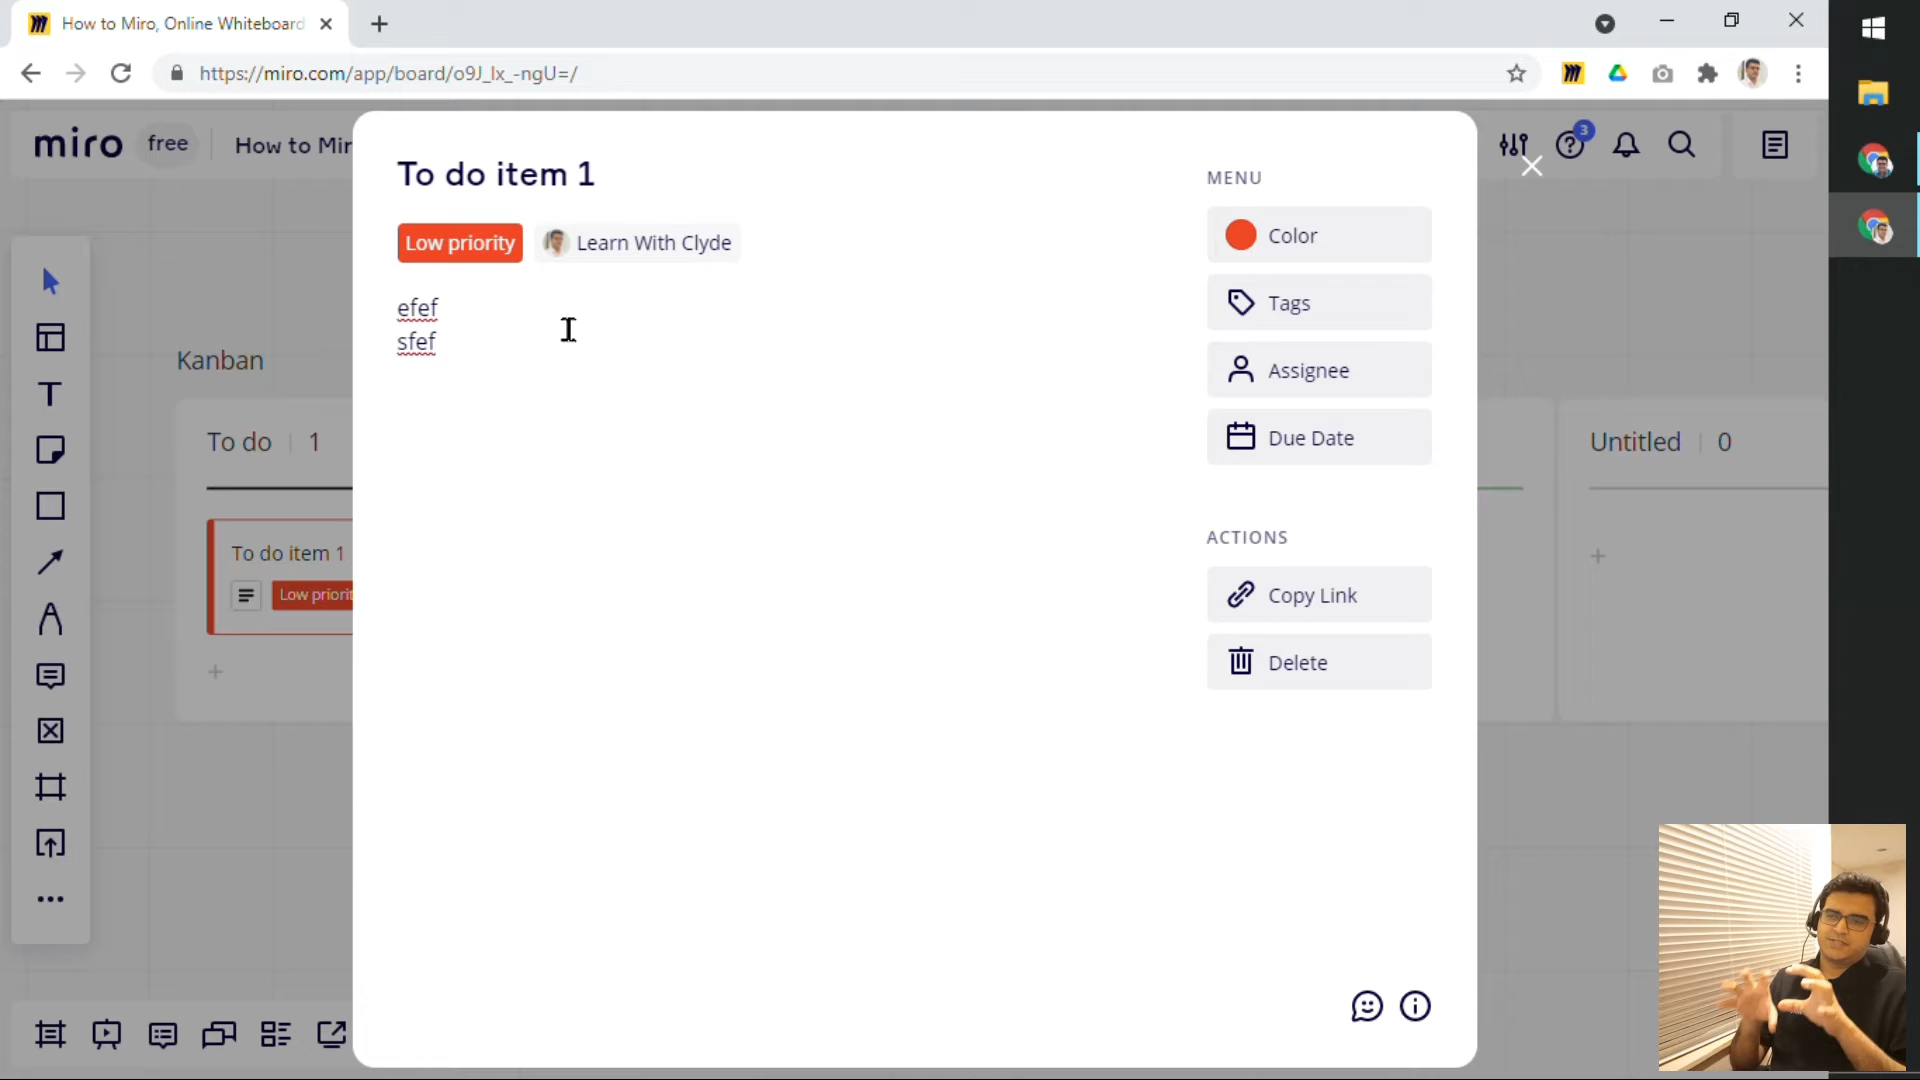 How to Miro, Online Whiteboard
https://miro.com/app/board/o9J_lx_-ngU=/
miro
free
How to Mir
3
To do item 1
MENU
Low priority
Learn With Clyde
Color
efef
sfef
Tags
Assignee
Due Date
Kanban
To do
1
Untitled
0
ACTIONS
To do item 1
Low priorit
Copy Link
Delete